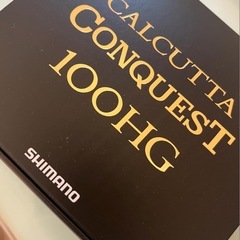 CALCUTTA
CONQUEST
100HG
SHIMANO